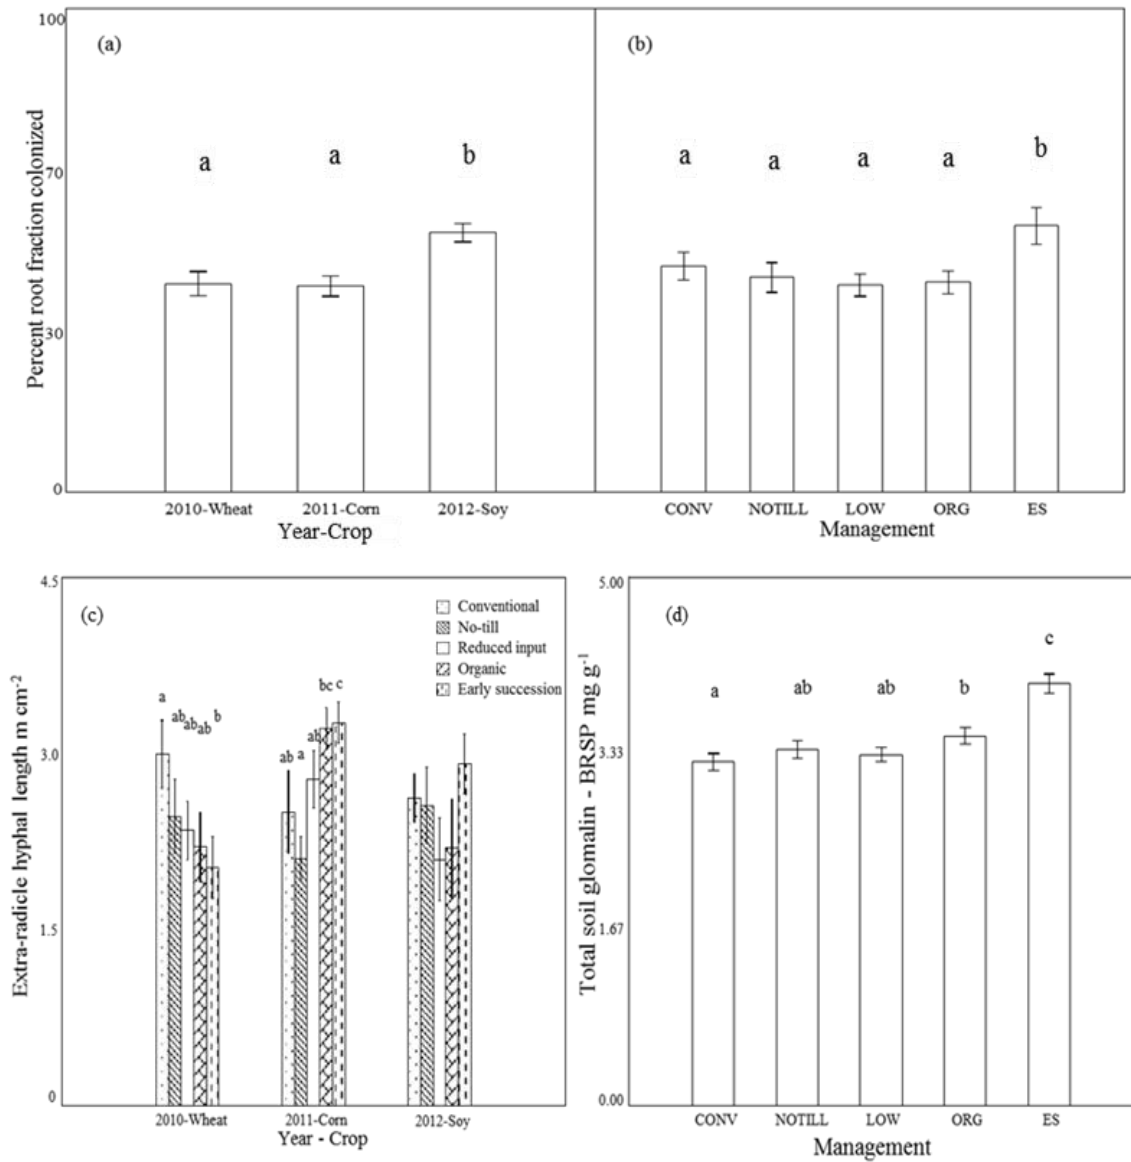 100
(a)
(b)
a
a
b
a
a
a
a
b
70
30
0
Percent root fraction colonized
2010-Wheat 2011-Corn 2012-Soy
Year-Crop
CONV NOTILL LOW ORG ES
Management
4.5
(c)
Conventional
No-till
Reduced input
Organic
Early succession
a
ab
ab
ab
b
ab
a
ab
bc
c
3.0
1.5
0
Extra-radicle hyphal length m cm-2
2010-Wheat 2011-Corn 2012-Soy
Year - Crop
5.00
(d)
a
ab
ab
b
c
3.33
1.67
0.00
Total soil glomalin - BRSP mg g-1
CONV NOTILL LOW ORG ES
Management